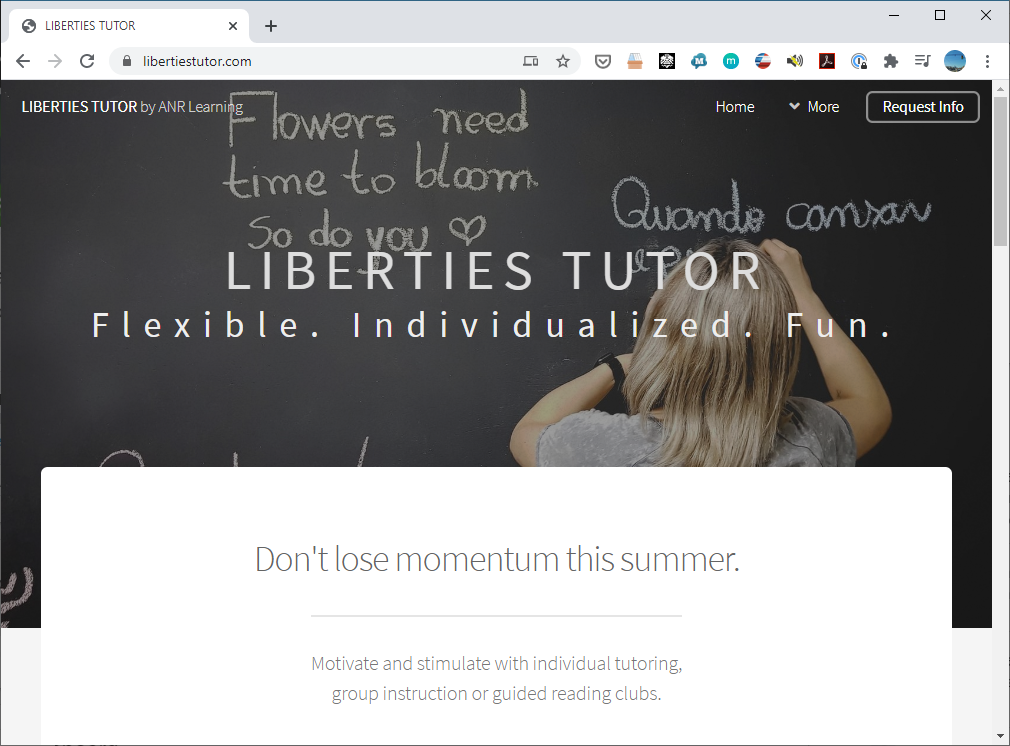 LIBERTIES TUTOR
libertiestutor.com
LIBERTIES TUTOR by ANR Learning
Home
More
Request Info
Flowers need
time to bloom
So do you ♡
Quando cansar
LIBERTIES TUTOR
Flexible. Individualized. Fun.
Don't lose momentum this summer.
Motivate and stimulate with individual tutoring,
group instruction or guided reading clubs.